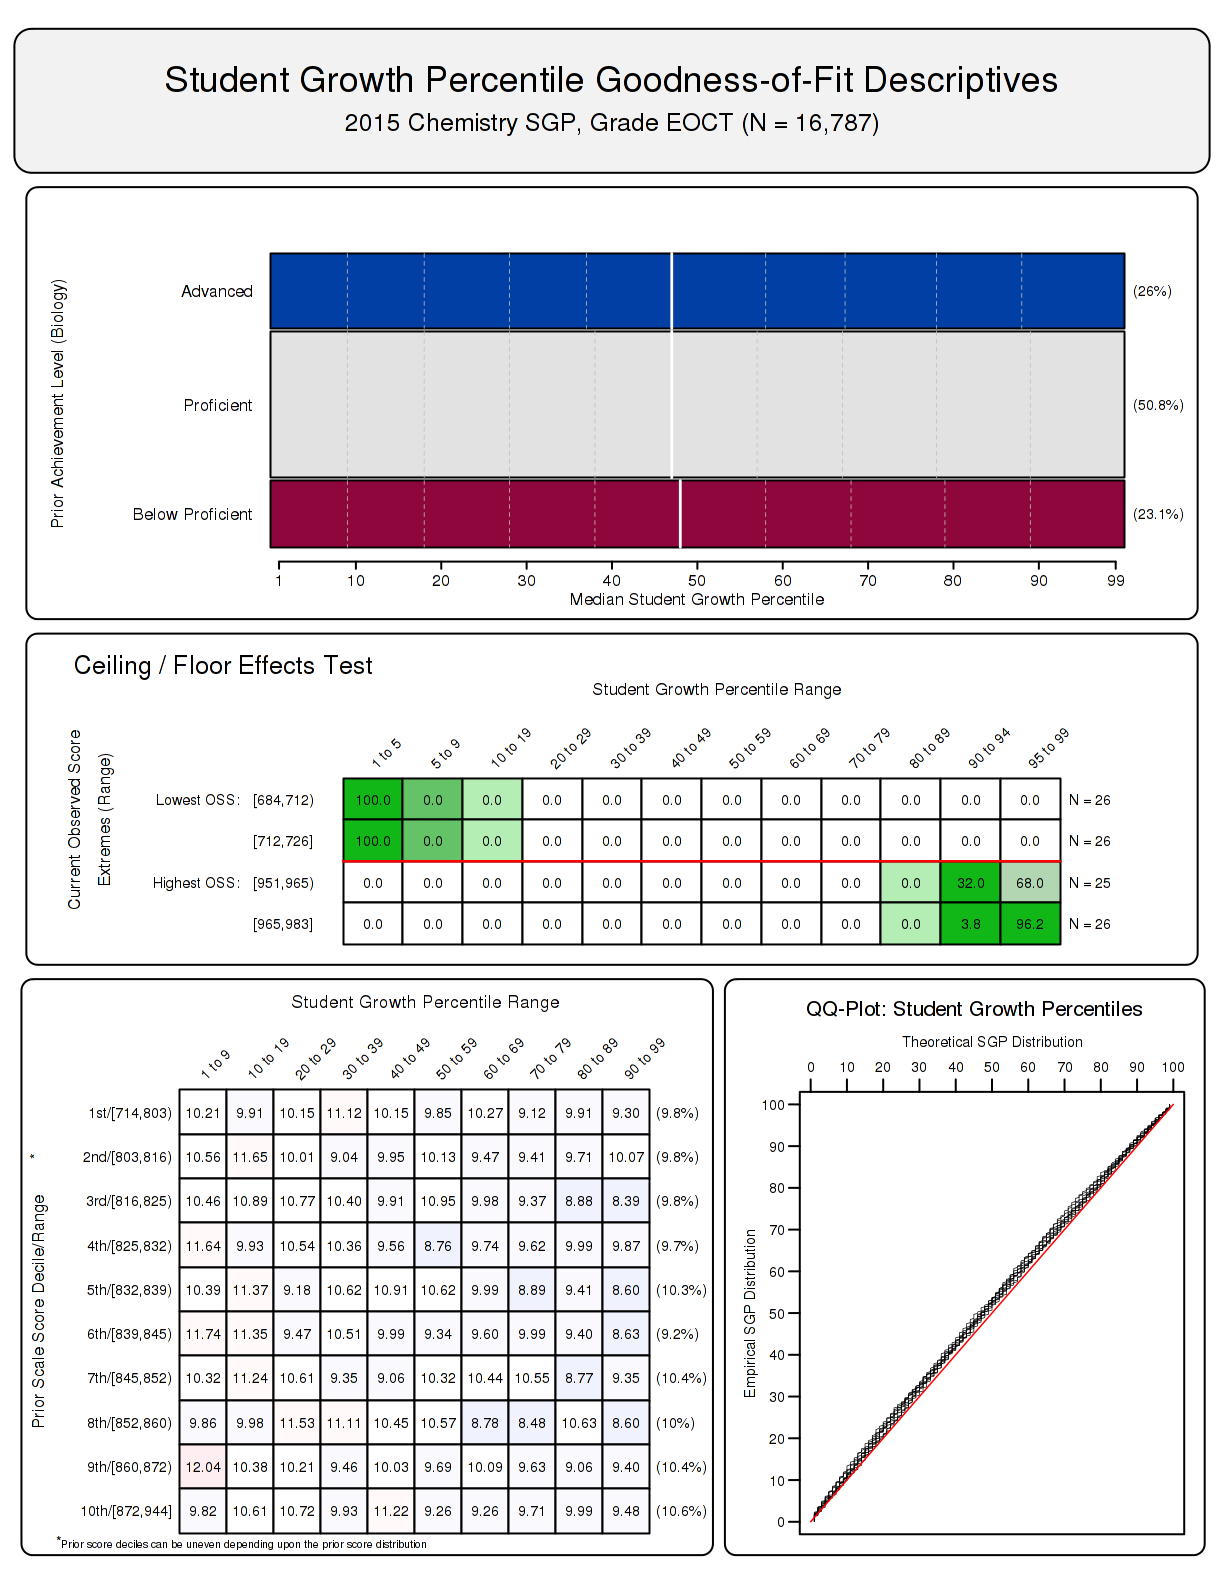 Student Growth Percentile Goodness-of-Fit Descriptives
2015 Chemistry SGP, Grade EOCT (N = 16,787)
Prior Achievement Level (Biology)
Advanced (26%)
Proficient (50.8%)
Below Proficient (23.1%)
1 10 20 30 40 50 60 70 80 90 99
Median Student Growth Percentile
Ceiling / Floor Effects Test
Student Growth Percentile Range
Current Observed Score
Extremes (Range)
1 to 5 5 to 9 10 to 19 20 to 29 30 to 39 40 to 49 50 to 59 60 to 69 70 to 79 80 to 89 90 to 94 95 to 99
Lowest OSS: [684,712) 100.0 0.0 0.0 0.0 0.0 0.0 0.0 0.0 0.0 0.0 0.0 0.0 N = 26
[712,726] 100.0 0.0 0.0 0.0 0.0 0.0 0.0 0.0 0.0 0.0 0.0 0.0 N = 26
Highest OSS: [951,965) 0.0 0.0 0.0 0.0 0.0 0.0 0.0 0.0 0.0 0.0 32.0 68.0 N = 25
[965,983] 0.0 0.0 0.0 0.0 0.0 0.0 0.0 0.0 0.0 0.0 3.8 96.2 N = 26
Student Growth Percentile Range
Prior Scale Score Decile/Range *
1 to 9 10 to 19 20 to 29 30 to 39 40 to 49 50 to 59 60 to 69 70 to 79 80 to 89 90 to 99
1st/[714,803) 10.21 9.91 10.15 11.12 10.15 9.85 10.27 9.12 9.91 9.30 (9.8%)
2nd/[803,816) 10.56 11.65 10.01 9.04 9.95 10.13 9.47 9.41 9.71 10.07 (9.8%)
3rd/[816,825) 10.46 10.89 10.77 10.40 9.91 10.95 9.98 9.37 8.88 8.39 (9.8%)
4th/[825,832) 11.64 9.93 10.54 10.36 9.56 8.76 9.74 9.62 9.99 9.87 (9.7%)
5th/[832,839) 10.39 11.37 9.18 10.62 10.91 10.62 9.99 8.89 9.41 8.60 (10.3%)
6th/[839,845) 11.74 11.35 9.47 10.51 9.99 9.34 9.60 9.99 9.40 8.63 (9.2%)
7th/[845,852) 10.32 11.24 10.61 9.35 9.06 10.32 10.44 10.55 8.77 9.35 (10.4%)
8th/[852,860) 9.86 9.98 11.53 11.11 10.45 10.57 8.78 8.48 10.63 8.60 (10%)
9th/[860,872) 12.04 10.38 10.21 9.46 10.03 9.69 10.09 9.63 9.06 9.40 (10.4%)
10th/[872,944] 9.82 10.61 10.72 9.93 11.22 9.26 9.26 9.71 9.99 9.48 (10.6%)
*Prior score deciles can be uneven depending upon the prior score distribution
QQ-Plot: Student Growth Percentiles
Theoretical SGP Distribution
0 10 20 30 40 50 60 70 80 90 100
Empirical SGP Distribution
100
90
80
70
60
50
40
30
20
10
0